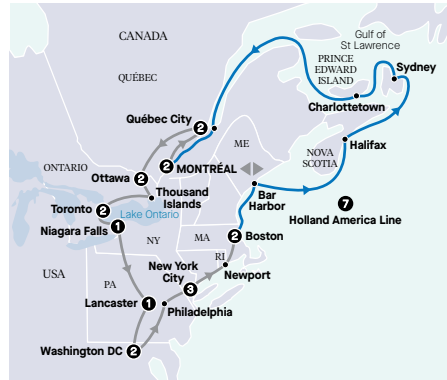 CANADA
Gulf of
St Lawrence
QUÉBEC
PRINCE
EDWARD
ISLAND
Sydney
Charlottetown
Québec City 2
ME
Halifax
NOVA
SCOTIA
2 MONTRÉAL
ONTARIO
Ottawa 2
Thousand
Islands
Bar
Harbor
7
Holland America Line
Toronto 2
Lake Ontario
Niagara Falls 1
NY
MA
2 Boston
RI
Newport
USA
PA
New York
City 3
Lancaster 1
Philadelphia
Washington DC 2